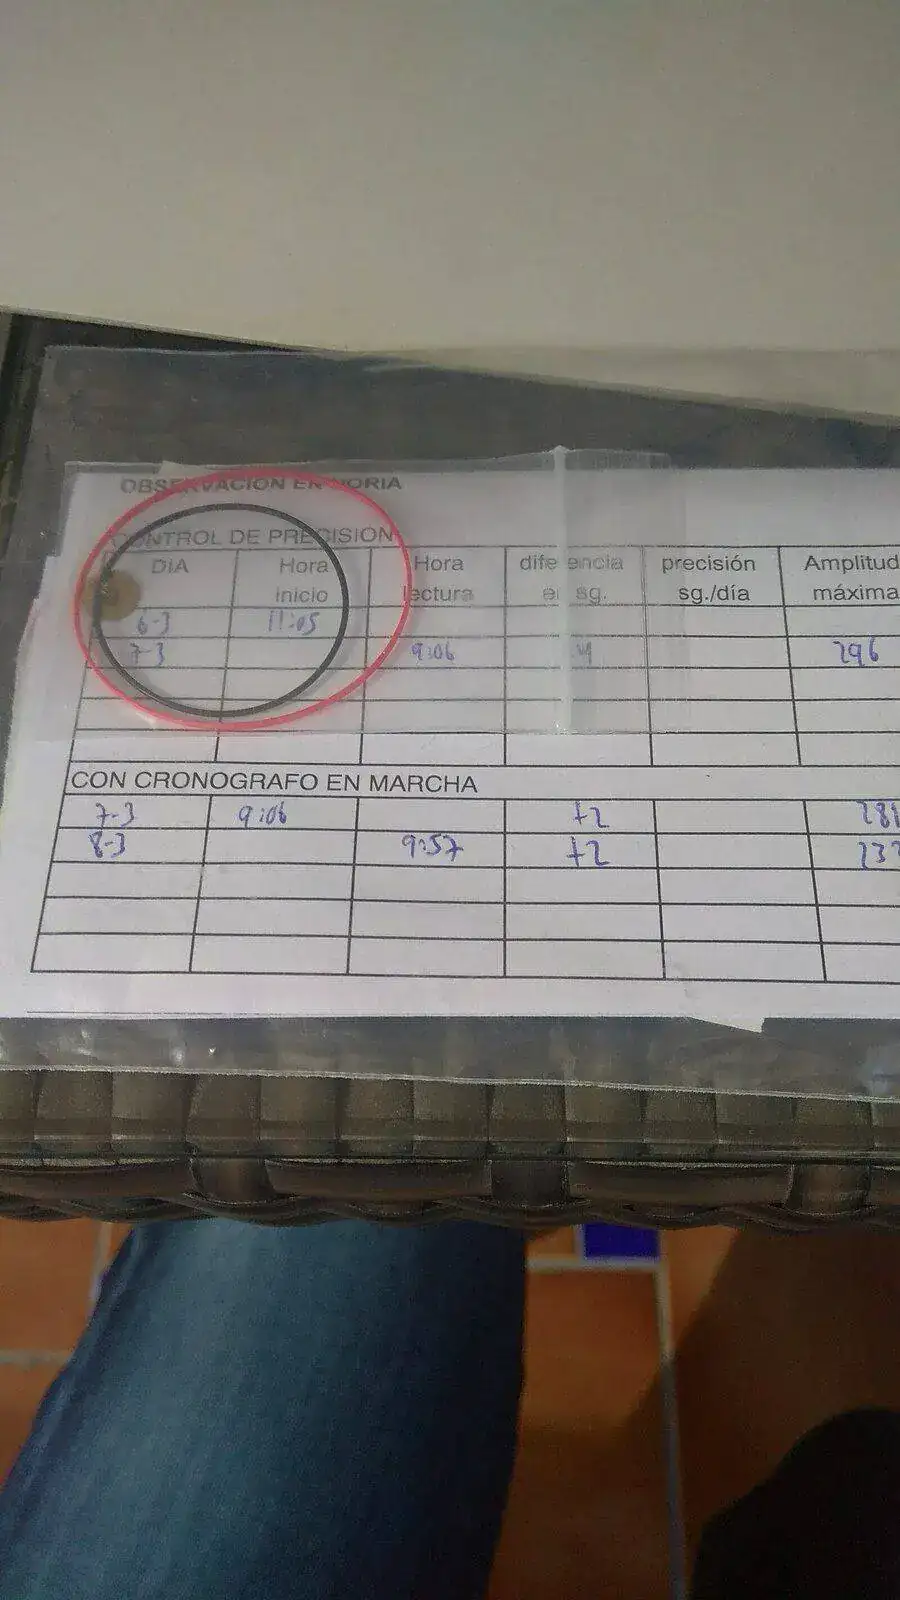 OBSERVACION EN NORIA
CONTROL DE PRECISION
DIA Hora inicio Hora lectura diferencia en sg. precisión sg./día Amplitud máxima
6-3 11:05
7-3 9:06 296
CON CRONOGRAFO EN MARCHA
7-3 9:06 +2 281
8-3 9:57 +2